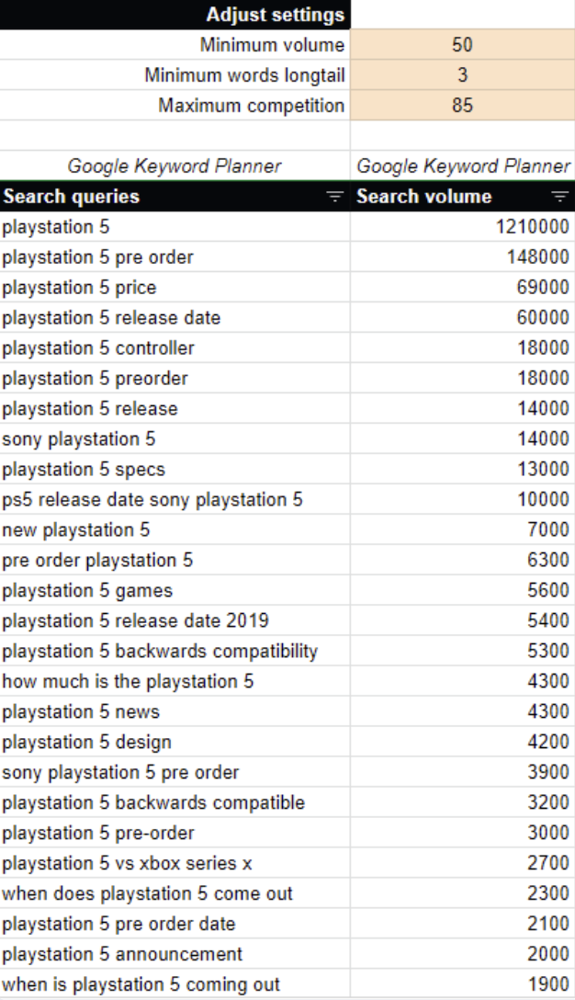 Adjust settings
Minimum volume 50
Minimum words longtail 3
Maximum competition 85
Google Keyword Planner Google Keyword Planner
Search queries Search volume
playstation 5 1210000
playstation 5 pre order 148000
playstation 5 price 69000
playstation 5 release date 60000
playstation 5 controller 18000
playstation 5 preorder 18000
playstation 5 release 14000
sony playstation 5 14000
playstation 5 specs 13000
ps5 release date sony playstation 5 10000
new playstation 5 7000
pre order playstation 5 6300
playstation 5 games 5600
playstation 5 release date 2019 5400
playstation 5 backwards compatibility 5300
how much is the playstation 5 4300
playstation 5 news 4300
playstation 5 design 4200
sony playstation 5 pre order 3900
playstation 5 backwards compatible 3200
playstation 5 pre-order 3000
playstation 5 vs xbox series x 2700
when does playstation 5 come out 2300
playstation 5 pre order date 2100
playstation 5 announcement 2000
when is playstation 5 coming out 1900